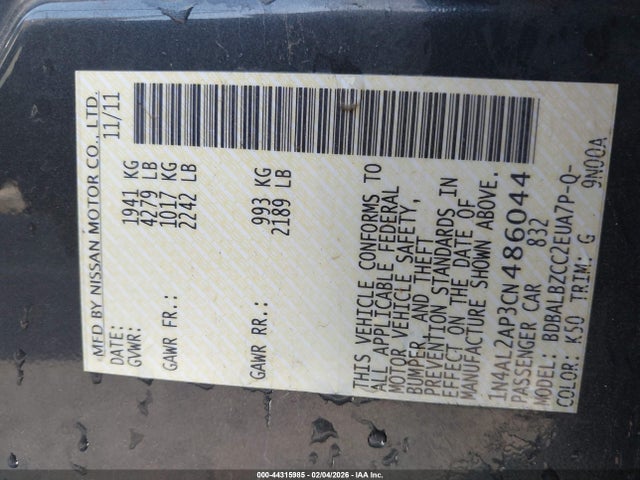 MFD BY NISSAN MOTOR CO., LTD.
DATE: 11/11
GVWR: 1941 KG
4279 LB
GAWR FR.: 1017 KG
2242 LB
GAWR RR.: 993 KG
2189 LB
THIS VEHICLE CONFORMS TO
ALL APPLICABLE FEDERAL
MOTOR VEHICLE SAFETY,
BUMPER, AND THEFT
PREVENTION STANDARDS IN
EFFECT ON THE DATE OF
MANUFACTURE SHOWN ABOVE.
1N4AL2AP3CN486044
PASSENGER CAR 832
MODEL: BDBALBZCC2EUA7P-Q-
COLOR: K50 TRIM: G 9N00A
000-44315985 - 02/04/2026 - IAA Inc.